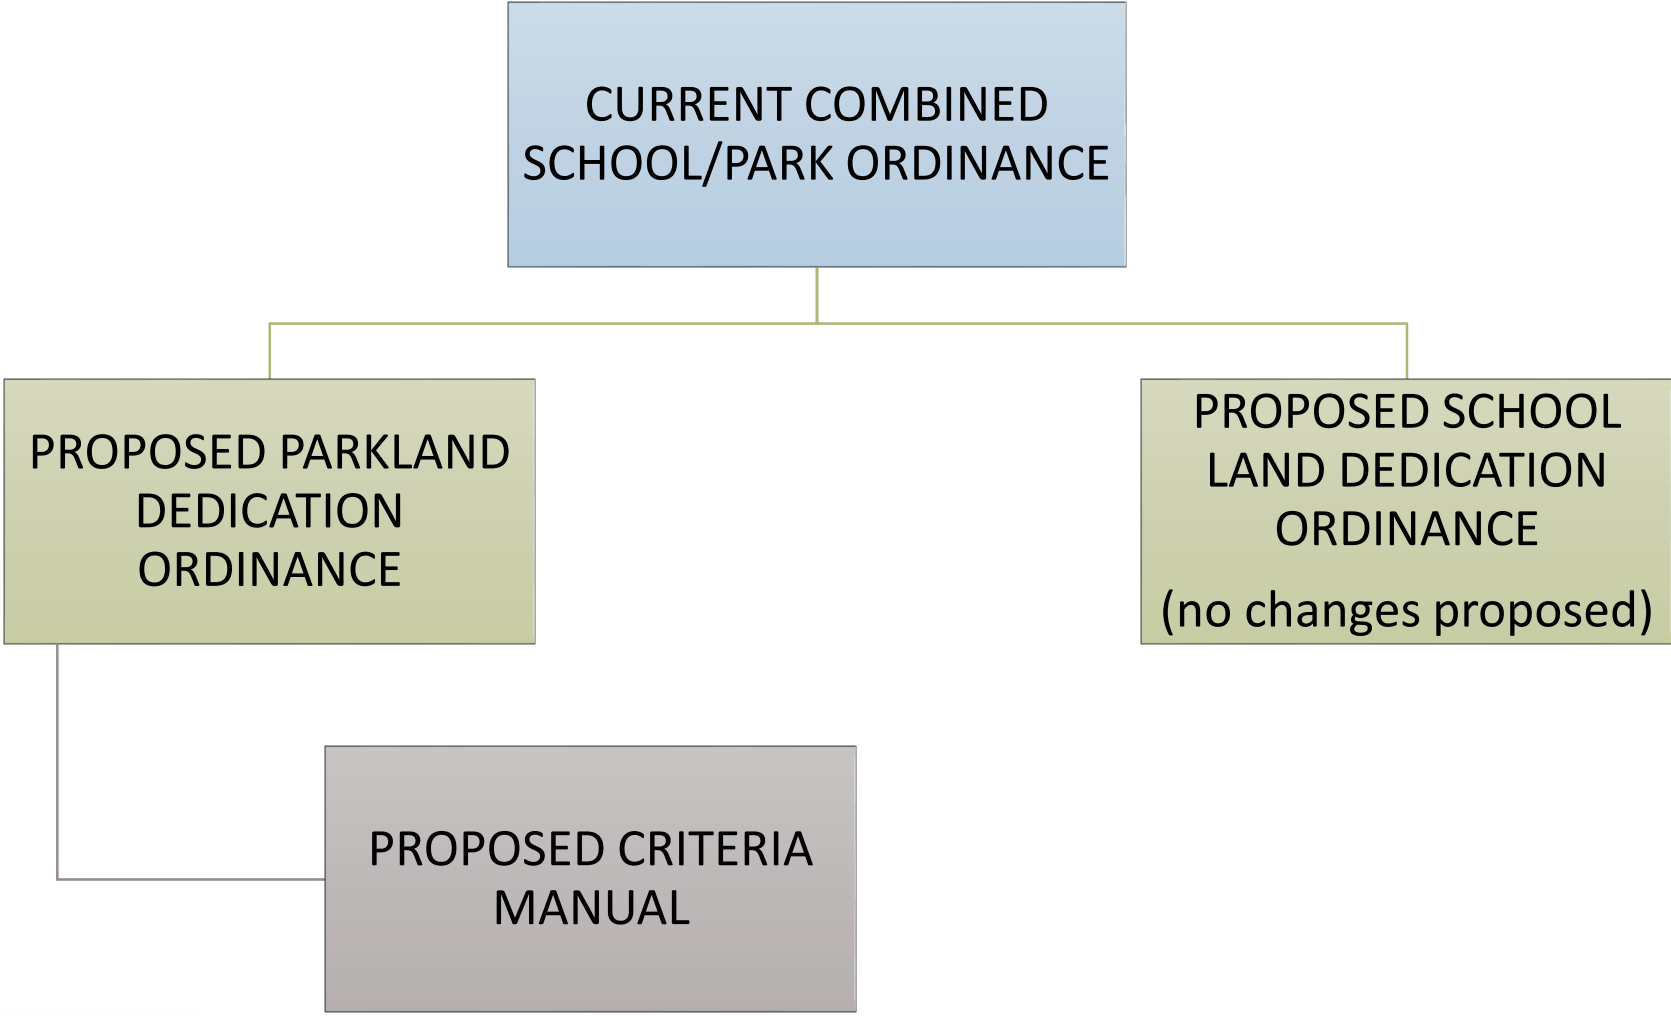 CURRENT COMBINED
SCHOOL/PARK ORDINANCE
PROPOSED PARKLAND
DEDICATION
ORDINANCE
PROPOSED SCHOOL
LAND DEDICATION
ORDINANCE
(no changes proposed)
PROPOSED CRITERIA
MANUAL